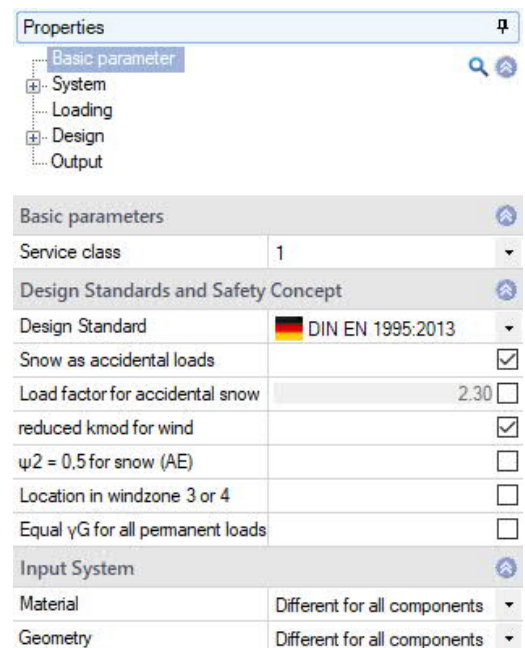 Properties
Basic parameter
System
Loading
Design
Output
Basic parameters
Service class 1
Design Standards and Safety Concept
Design Standard DIN EN 1995:2013
Snow as accidental loads
Load factor for accidental snow 2.30
reduced kmod for wind
ψ2 = 0,5 for snow (AE)
Location in windzone 3 or 4
Equal γG for all permanent loads
Input System
Material Different for all components
Geometry Different for all components